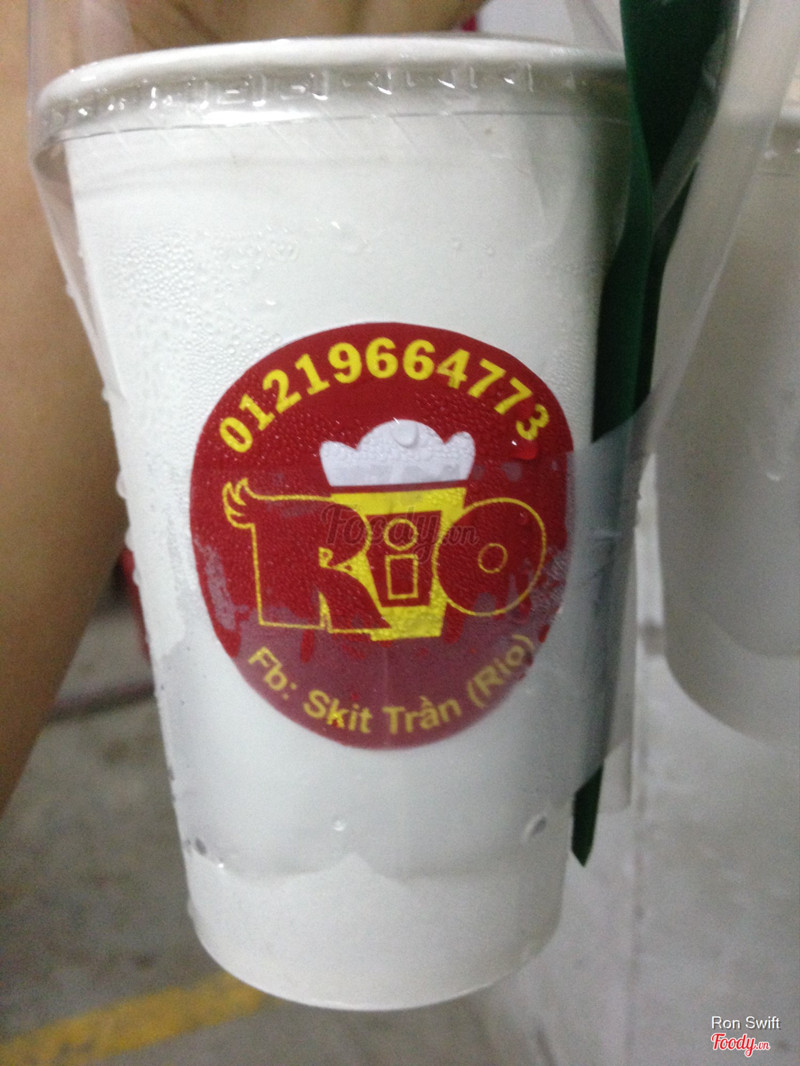 01219664773
Rio
Foody.vn
Fb: Skit Trần (Rio)
Ron Swift
Foody.vn